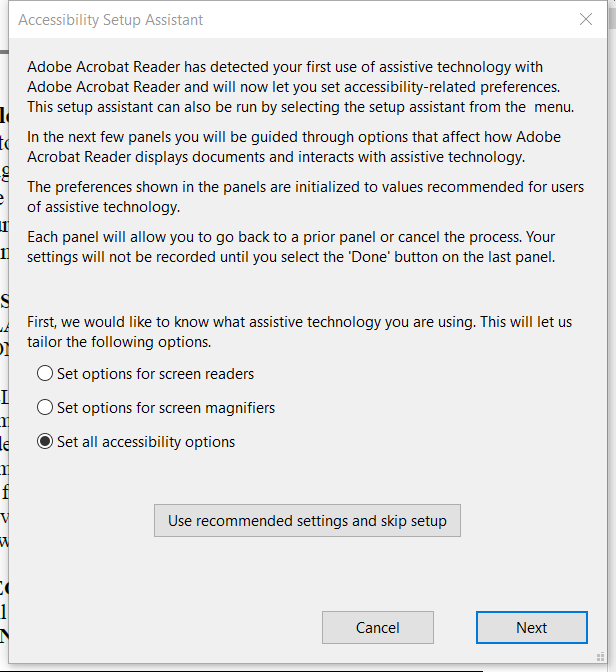 Accessibility Setup Assistant
Adobe Acrobat Reader has detected your first use of assistive technology with
Adobe Acrobat Reader and will now let you set accessibility-related preferences.
This setup assistant can also be run by selecting the setup assistant from the  menu.
In the next few panels you will be guided through options that affect how Adobe
Acrobat Reader displays documents and interacts with assistive technology.
The preferences shown in the panels are initialized to values recommended for users
of assistive technology.
Each panel will allow you to go back to a prior panel or cancel the process. Your
settings will not be recorded until you select the 'Done' button on the last panel.
First, we would like to know what assistive technology you are using. This will let us
tailor the following options.
Set options for screen readers
Set options for screen magnifiers
Set all accessibility options
Use recommended settings and skip setup
Cancel
Next